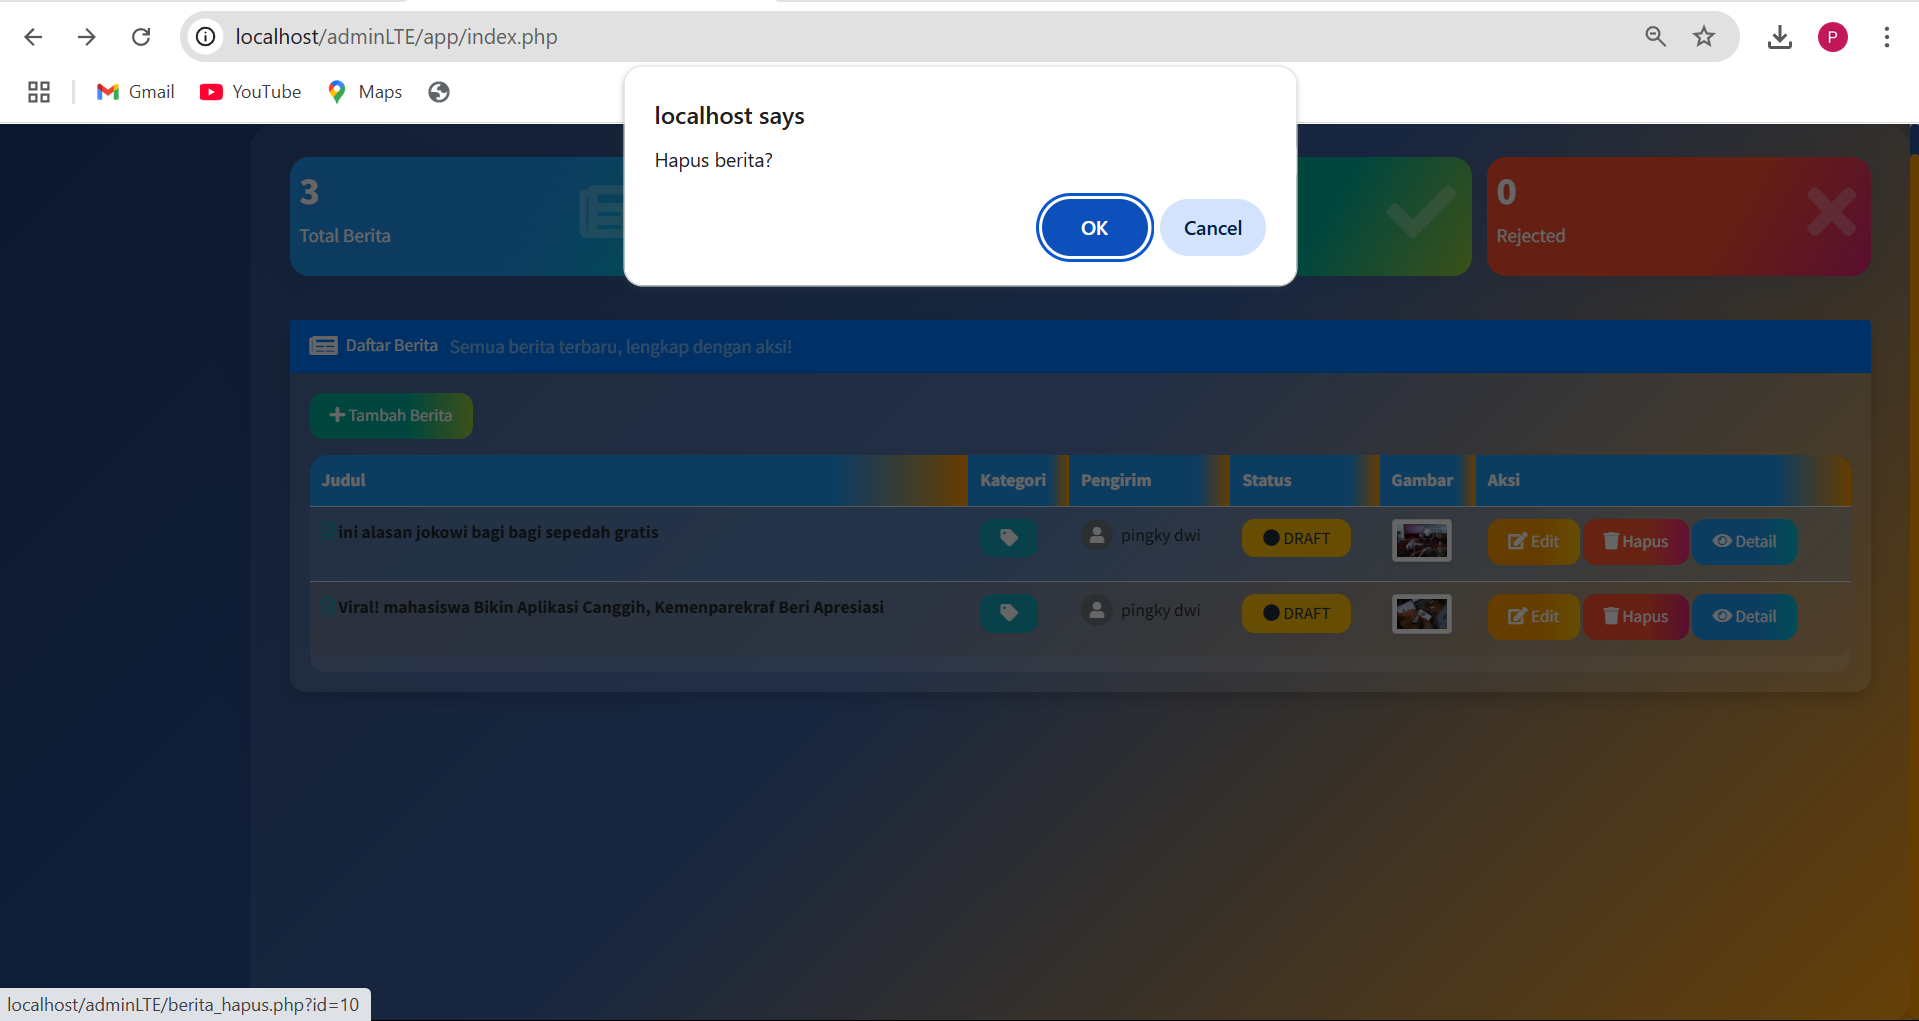 localhost/adminLTE/app/index.php
P
Gmail YouTube Maps
localhost says
Hapus berita?
OK Cancel
3
Total Berita
0
Rejected
Daftar Berita Semua berita terbaru, lengkap dengan aksi!
Tambah Berita
Judul Kategori Pengirim Status Gambar Aksi
ini alasan jokowi bagi bagi sepedah gratis pingky dwi DRAFT Edit Hapus Detail
Viral! mahasiswa Bikin Aplikasi Canggih, Kemenparekraf Beri Apresiasi pingky dwi DRAFT Edit Hapus Detail
localhost/adminLTE/berita_hapus.php?id=10